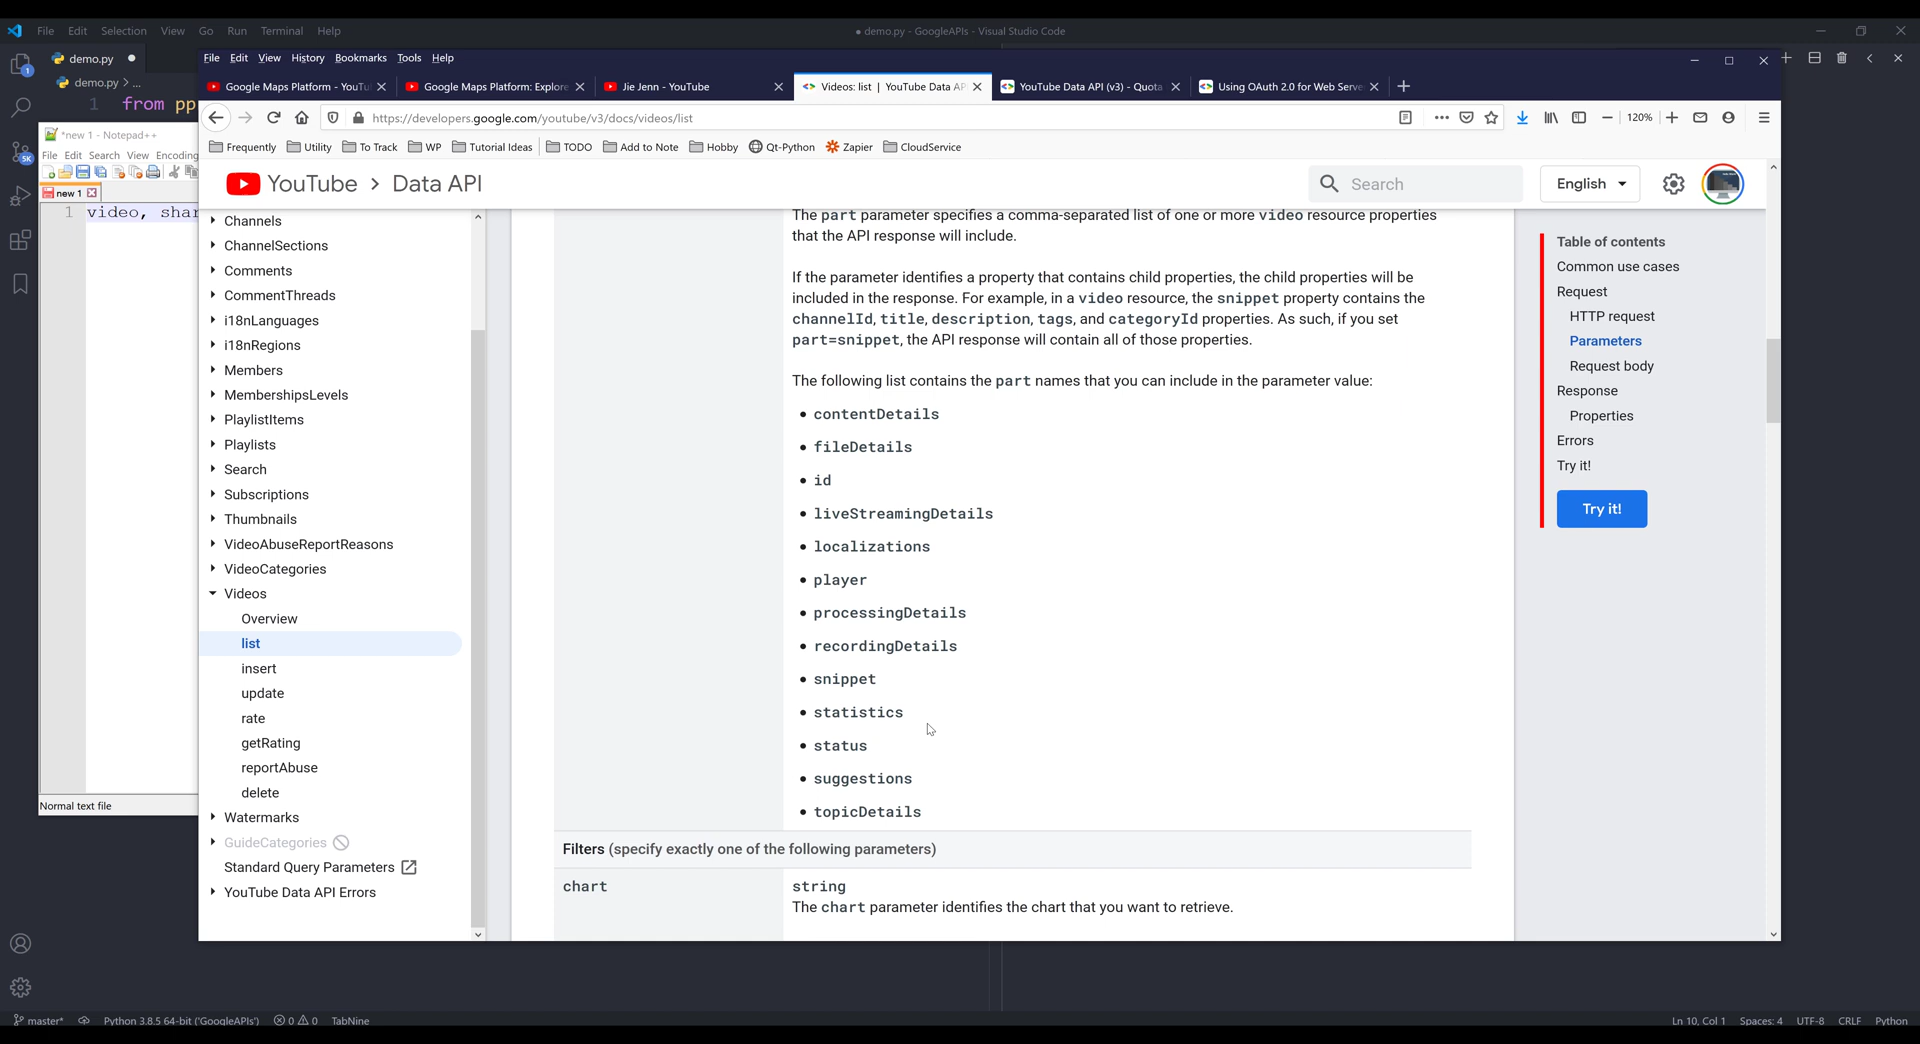 File Edit Selection View Go Run Terminal Help
● demo.py - GoogleAPIs - Visual Studio Code
demo.py ●
demo.py > ...
1 from pp
1
5K
*new 1 - Notepad++
File Edit Search View Encoding
new 1
1 video, shar
Normal text file
File Edit View History Bookmarks Tools Help
Google Maps Platform - YouTu
Google Maps Platform: Explore
Jie Jenn - YouTube
Videos: list | YouTube Data AP
YouTube Data API (v3) - Quota
Using OAuth 2.0 for Web Serve
https://developers.google.com/youtube/v3/docs/videos/list
120%
Frequently Utility To Track WP Tutorial Ideas TODO Add to Note Hobby Qt-Python Zapier CloudService
YouTube > Data API
Search
English
Channels
ChannelSections
Comments
CommentThreads
i18nLanguages
i18nRegions
Members
MembershipsLevels
PlaylistItems
Playlists
Search
Subscriptions
Thumbnails
VideoAbuseReportReasons
VideoCategories
Videos
Overview
list
insert
update
rate
getRating
reportAbuse
delete
Watermarks
GuideCategories
Standard Query Parameters
YouTube Data API Errors
The part parameter specifies a comma-separated list of one or more video resource properties
that the API response will include.
If the parameter identifies a property that contains child properties, the child properties will be
included in the response. For example, in a video resource, the snippet property contains the
channelId, title, description, tags, and categoryId properties. As such, if you set
part=snippet, the API response will contain all of those properties.
The following list contains the part names that you can include in the parameter value:
• contentDetails
• fileDetails
• id
• liveStreamingDetails
• localizations
• player
• processingDetails
• recordingDetails
• snippet
• statistics
• status
• suggestions
• topicDetails
Filters (specify exactly one of the following parameters)
chart
string
The chart parameter identifies the chart that you want to retrieve.
Table of contents
Common use cases
Request
HTTP request
Parameters
Request body
Response
Properties
Errors
Try it!
Try it!
master* Python 3.8.5 64-bit ('GoogleAPIs') 0 0 TabNine
Ln 10, Col 1 Spaces: 4 UTF-8 CRLF Python